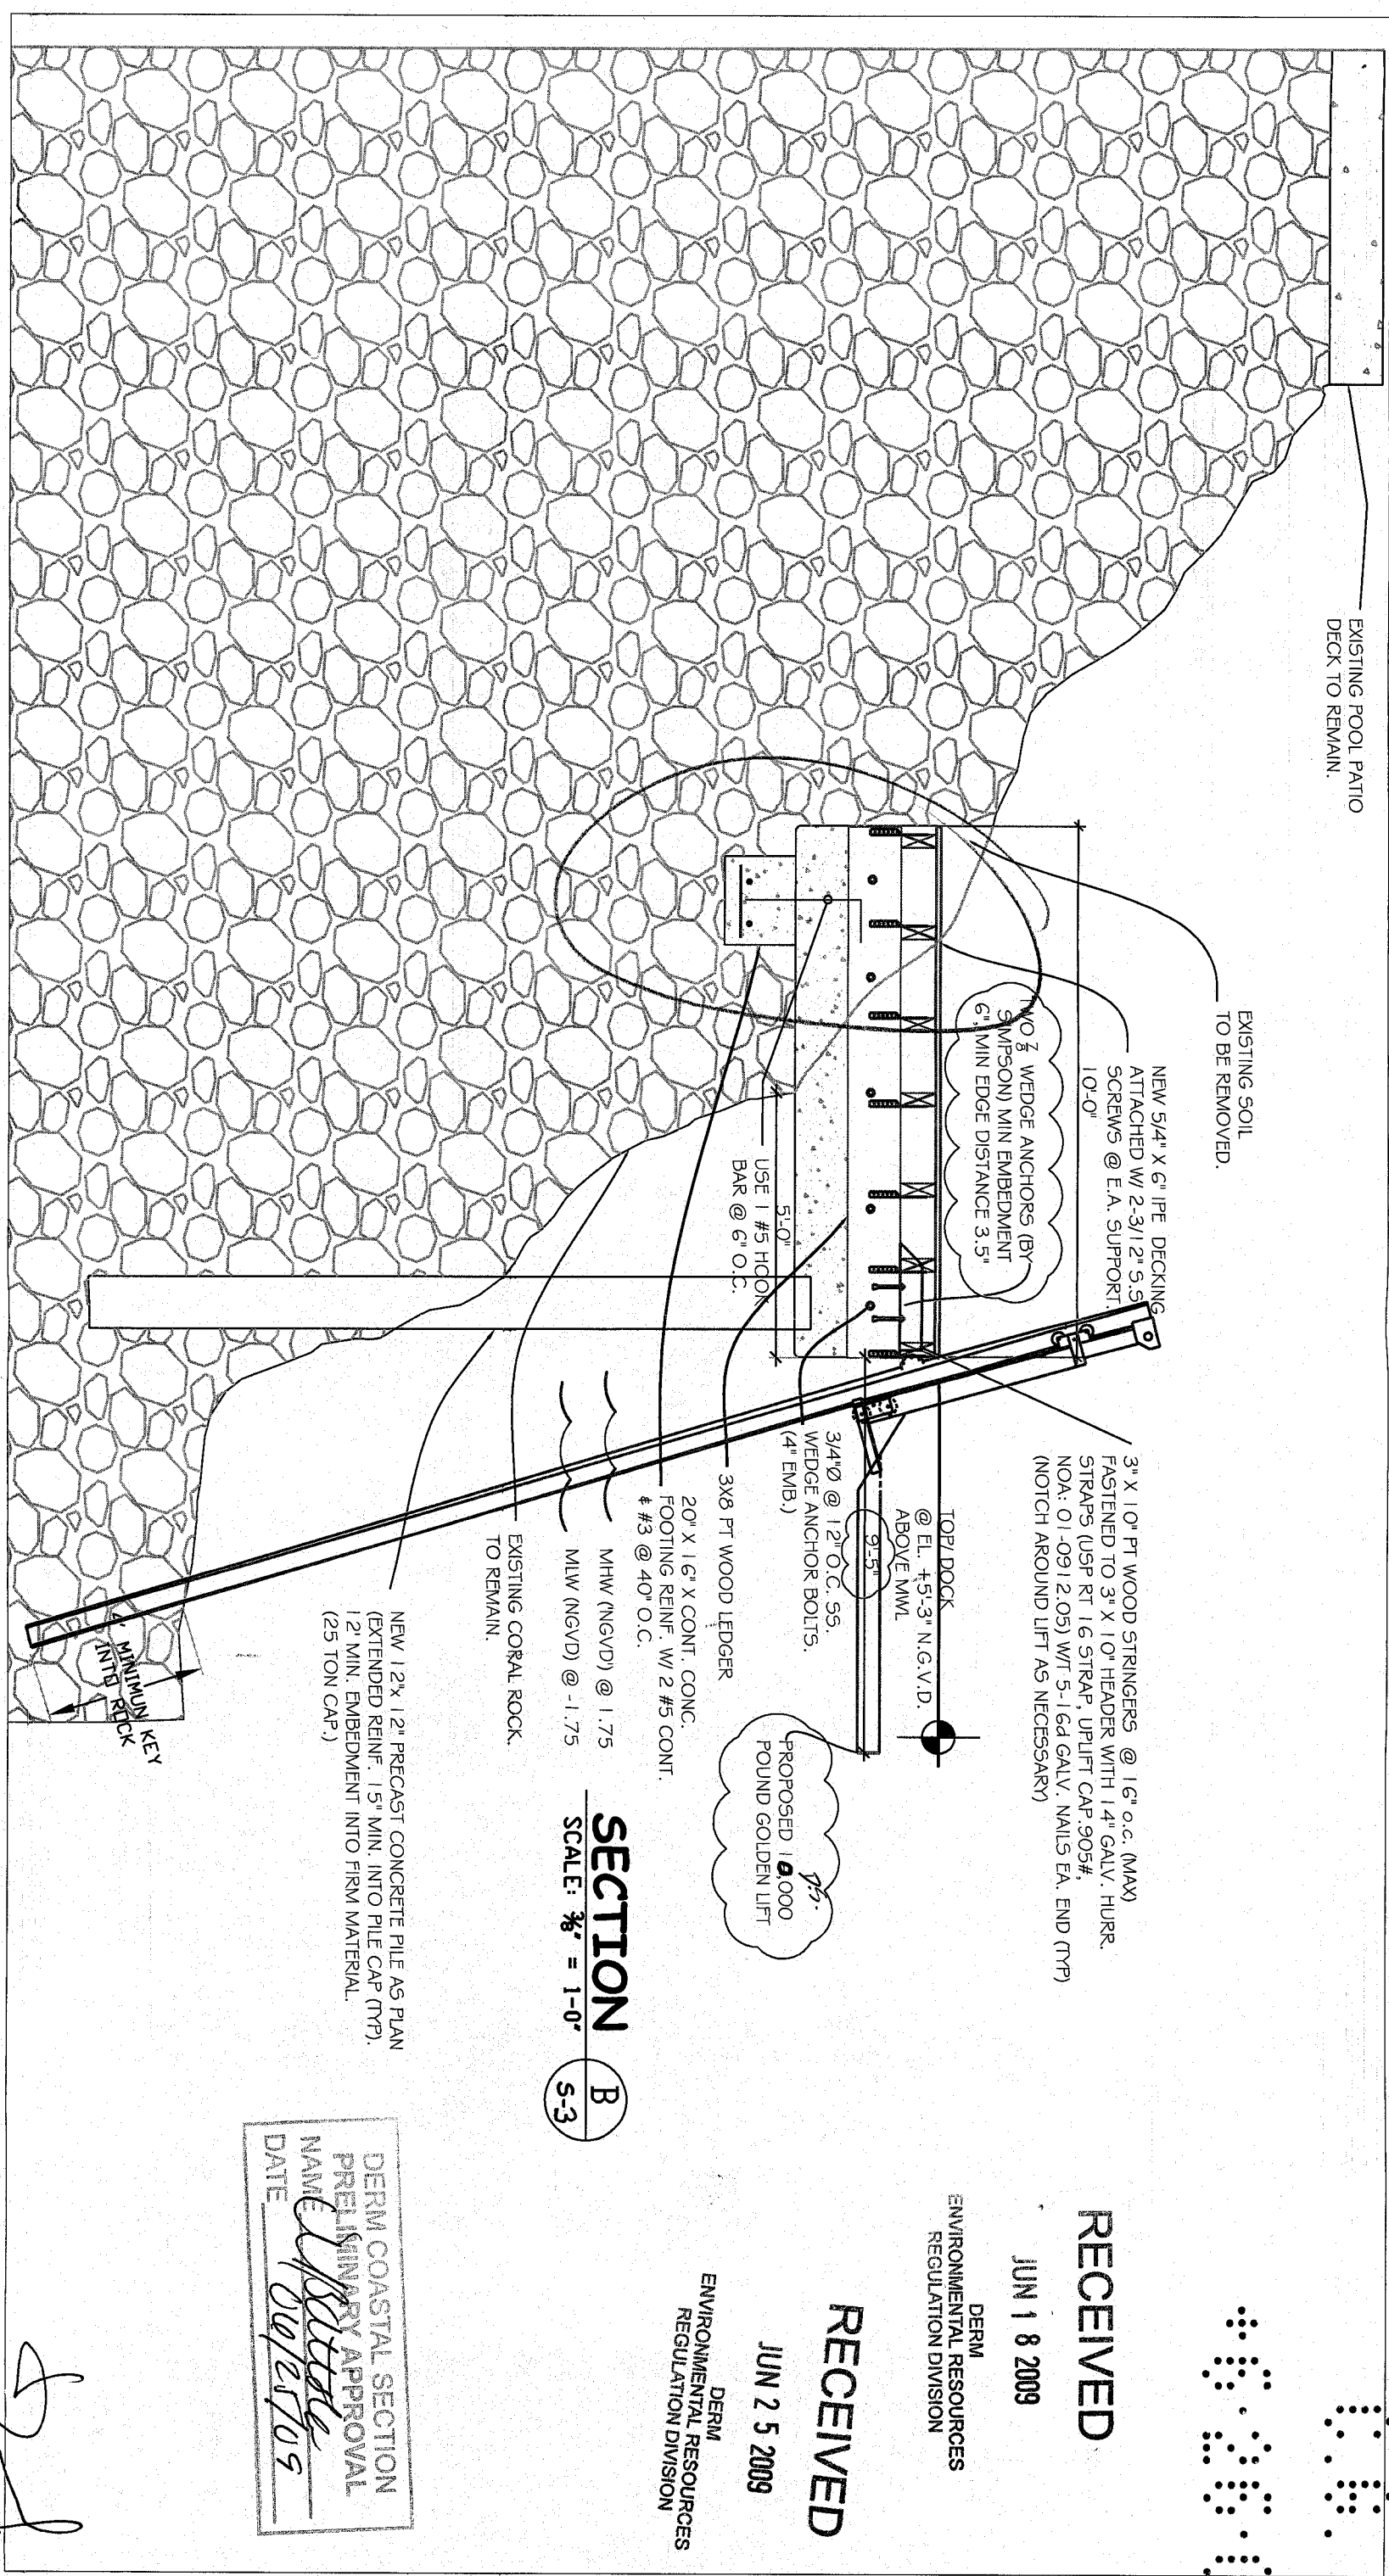 EXISTING POOL PATIO
DECK TO REMAIN.
EXISTING SOIL
TO BE REMOVED.
NEW 5/4" X 6" IPE DECKING
ATTACHED W/ 2-3/12" S.S
SCREWS @ E.A. SUPPORT.
10'-0"
TWO 7/8 WEDGE ANCHORS (BY
SIMPSON) MIN EMBEDMENT
6", MIN EDGE DISTANCE 3.5"
3" X 10" PT WOOD STRINGERS @ 16" o.c. (MAX)
FASTENED TO 3" X 10" HEADER WITH 14" GALV. HURR.
STRAPS (USP RT 16 STRAP, UPLIFT CAP.905#,
NOA: 01-0912.05) WT 5-16d GALV. NAILS EA. END (TYP)
(NOTCH AROUND LIFT AS NECESSARY)
TOP/ DOCK
@ EL. +5'-3" N.G.V.D.
ABOVE MWL
9'-5"
3/4"Ø @ 12" O.C. SS.
WEDGE ANCHOR BOLTS.
(4" EMB.)
5'-0"
USE 1 #5 HOOK
BAR @ 6" O.C.
3X8 PT WOOD LEDGER
D.S.
PROPOSED 10,000
POUND GOLDEN LIFT
20" X 16" X CONT. CONC.
FOOTING REINF. W/ 2 #5 CONT.
& #3 @ 40" O.C.
MHW (NGVD) @ 1.75
MLW (NGVD) @ -1.75
EXISTING CORAL ROCK.
TO REMAIN.
NEW 12"x 12" PRECAST CONCRETE PILE AS PLAN
(EXTENDED REINF. 15" MIN. INTO PILE CAP (TYP).
12' MIN. EMBEDMENT INTO FIRM MATERIAL.
(25 TON CAP.)
MINIMUN KEY
INTO ROCK
SECTION
SCALE: 3/8" = 1-0"
B
S-3
RECEIVED
JUN 18 2009
DERM
ENVIRONMENTAL RESOURCES
REGULATION DIVISION
RECEIVED
JUN 25 2009
DERM
ENVIRONMENTAL RESOURCES
REGULATION DIVISION
DERM COASTAL SECTION
PRELIMINARY APPROVAL
NAME
DATE 06/25/09